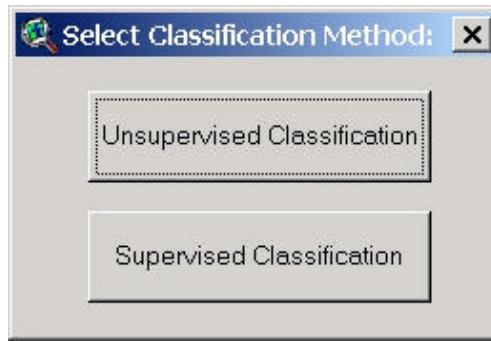 Select Classification Method:
Unsupervised Classification
Supervised Classification